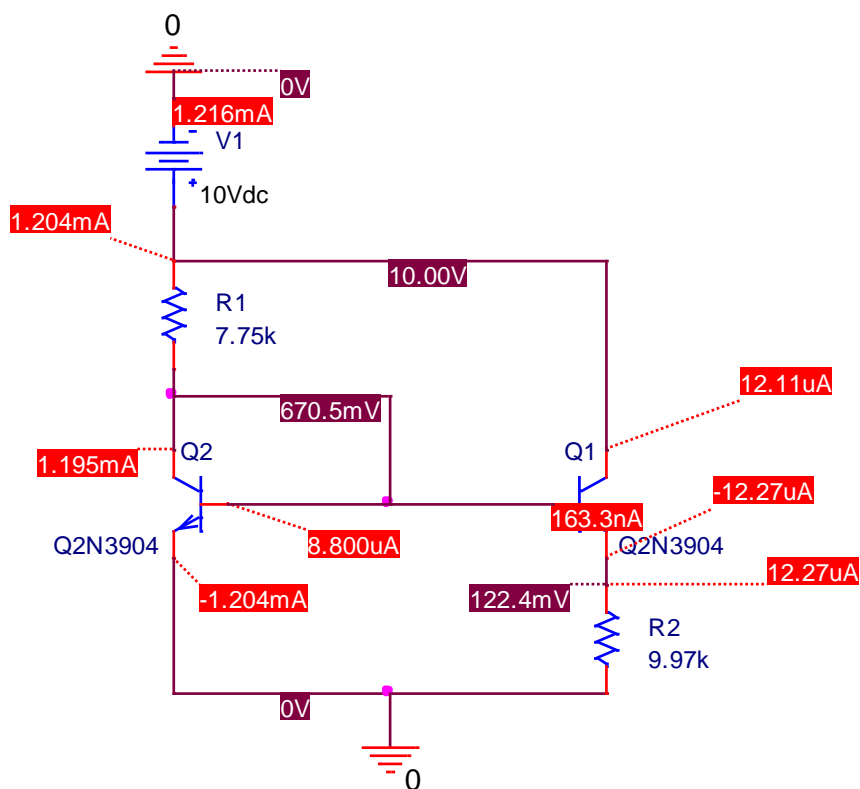 0
0V
1.216mA
-
V1
+
10Vdc
1.204mA
10.00V
R1
7.75k
12.11uA
670.5mV
Q2
Q1
1.195mA
-12.27uA
163.3nA
Q2N3904
8.800uA
Q2N3904
12.27uA
-1.204mA
122.4mV
R2
9.97k
0V
0